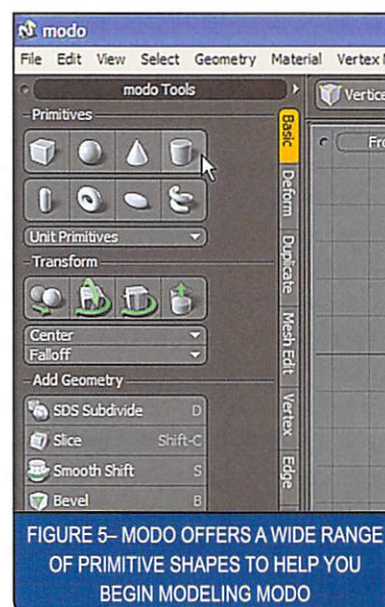 modo
File Edit View Select Geometry Material Vertex
modo Tools
Vertice
Primitives
Basic
Deform
Duplicate
Mesh Edit
Vertex
Edge
Unit Primitives
Transform
Center
Falloff
Add Geometry
SDS Subdivide D
Slice Shift-C
Smooth Shift S
Bevel B
FIGURE 5– MODO OFFERS A WIDE RANGE
OF PRIMITIVE SHAPES TO HELP YOU
BEGIN MODELING MODO